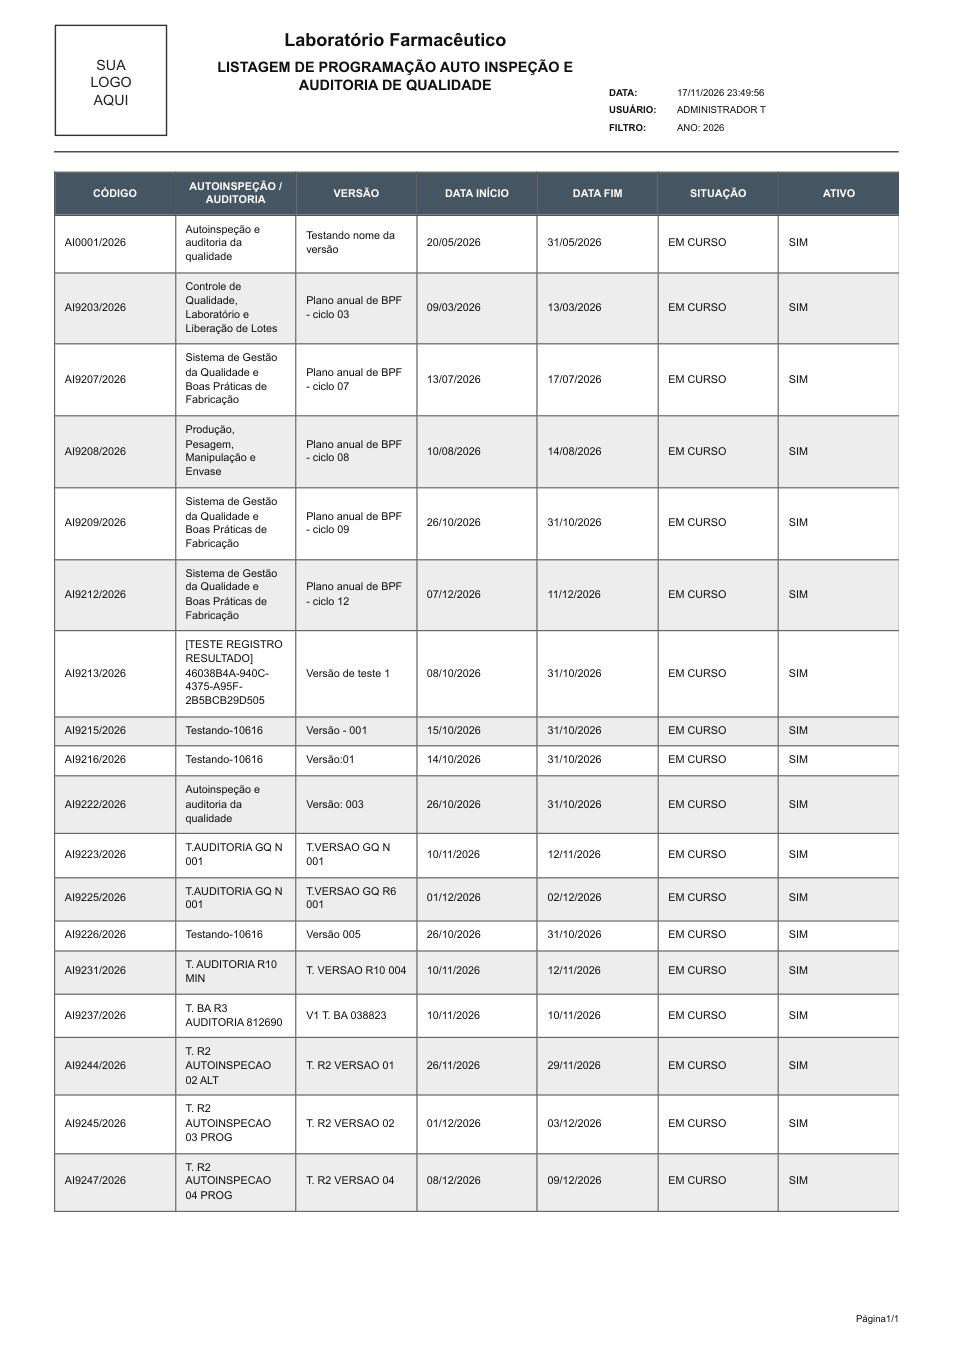 SUA
LOGO
AQUI
Laboratório Farmacêutico
LISTAGEM DE PROGRAMAÇÃO AUTO INSPEÇÃO E
AUDITORIA DE QUALIDADE
DATA: 17/11/2026 23:49:56
USUÁRIO: ADMINISTRADOR T
FILTRO: ANO: 2026
CÓDIGO AUTOINSPEÇÃO / VERSÃO DATA INÍCIO DATA FIM SITUAÇÃO ATIVO
AUDITORIA
AI0001/2026
Autoinspeção e
auditoria da
qualidade
Testando nome da
versão
20/05/2026 31/05/2026 EM CURSO SIM
AI9203/2026
Controle de
Qualidade,
Laboratório e
Liberação de Lotes
Plano anual de BPF
- ciclo 03
09/03/2026 13/03/2026 EM CURSO SIM
AI9207/2026
Sistema de Gestão
da Qualidade e
Boas Práticas de
Fabricação
Plano anual de BPF
- ciclo 07
13/07/2026 17/07/2026 EM CURSO SIM
AI9208/2026
Produção,
Pesagem,
Manipulação e
Envase
Plano anual de BPF
- ciclo 08
10/08/2026 14/08/2026 EM CURSO SIM
AI9209/2026
Sistema de Gestão
da Qualidade e
Boas Práticas de
Fabricação
Plano anual de BPF
- ciclo 09
26/10/2026 31/10/2026 EM CURSO SIM
AI9212/2026
Sistema de Gestão
da Qualidade e
Boas Práticas de
Fabricação
Plano anual de BPF
- ciclo 12
07/12/2026 11/12/2026 EM CURSO SIM
AI9213/2026
[TESTE REGISTRO
RESULTADO]
46038B4A-940C-
4375-A95F-
2B5BCB29D505
Versão de teste 1
08/10/2026 31/10/2026 EM CURSO SIM
AI9215/2026 Testando-10616 Versão - 001 15/10/2026 31/10/2026 EM CURSO SIM
AI9216/2026 Testando-10616 Versão:01 14/10/2026 31/10/2026 EM CURSO SIM
AI9222/2026
Autoinspeção e
auditoria da
qualidade
Versão: 003
26/10/2026 31/10/2026 EM CURSO SIM
AI9223/2026
T.AUDITORIA GQ N
001
T.VERSAO GQ N
001
10/11/2026 12/11/2026 EM CURSO SIM
AI9225/2026
T.AUDITORIA GQ N
001
T.VERSAO GQ R6
001
01/12/2026 02/12/2026 EM CURSO SIM
AI9226/2026 Testando-10616 Versão 005 26/10/2026 31/10/2026 EM CURSO SIM
AI9231/2026
T. AUDITORIA R10
MIN
T. VERSAO R10 004
10/11/2026 12/11/2026 EM CURSO SIM
AI9237/2026
T. BA R3
AUDITORIA 812690
V1 T. BA 038823
10/11/2026 10/11/2026 EM CURSO SIM
AI9244/2026
T. R2
AUTOINSPECAO
02 ALT
T. R2 VERSAO 01
26/11/2026 29/11/2026 EM CURSO SIM
AI9245/2026
T. R2
AUTOINSPECAO
03 PROG
T. R2 VERSAO 02
01/12/2026 03/12/2026 EM CURSO SIM
AI9247/2026
T. R2
AUTOINSPECAO
04 PROG
T. R2 VERSAO 04
08/12/2026 09/12/2026 EM CURSO SIM
Página1/1